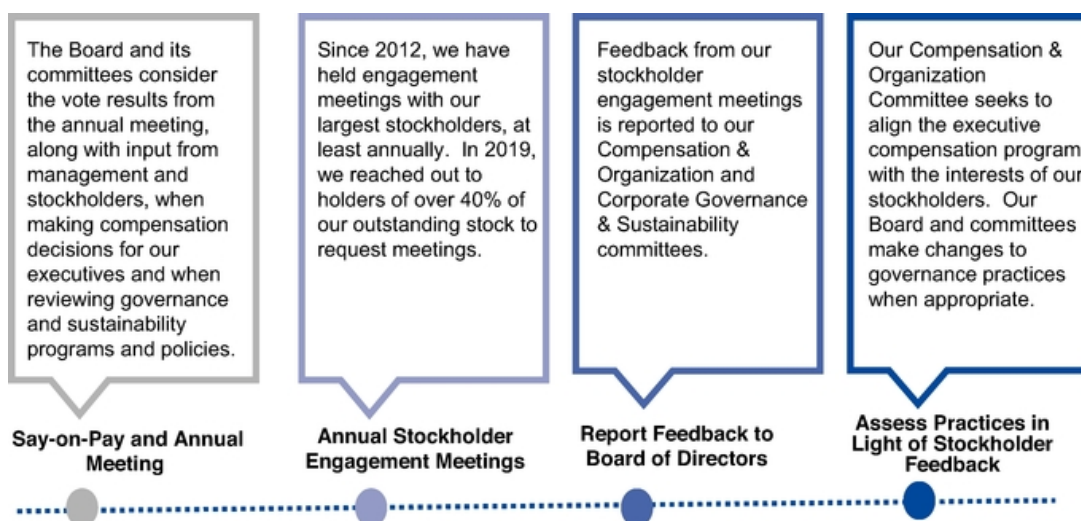 The Board and its
committees consider
the vote results from
the annual meeting,
along with input from
management and
stockholders, when
making compensation
decisions for our
executives and when
reviewing governance
and sustainability
programs and policies.
Say-on-Pay and Annual
Meeting
Since 2012, we have
held engagement
meetings with our
largest stockholders, at
least annually.  In 2019,
we reached out to
holders of over 40% of
our outstanding stock to
request meetings.
Annual Stockholder
Engagement Meetings
Feedback from our
stockholder
engagement meetings
is reported to our
Compensation &
Organization and
Corporate Governance
& Sustainability
committees.
Report Feedback to
Board of Directors
Our Compensation &
Organization
Committee seeks to
align the executive
compensation program
with the interests of our
stockholders.  Our
Board and committees
make changes to
governance practices
when appropriate.
Assess Practices in
Light of Stockholder
Feedback